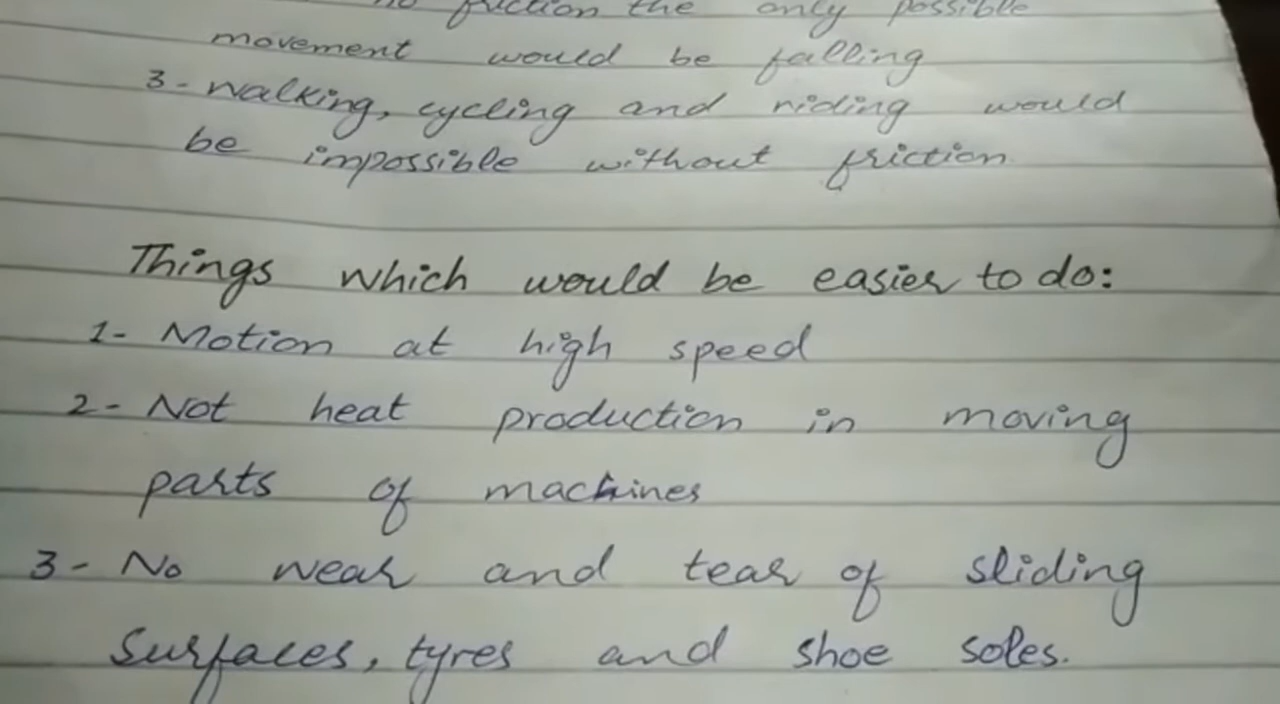 no friction the only possible
movement would be falling
3- walking, cycling and riding would
be impossible without friction
Things which would be easier to do:
1- Motion at high speed
2- Not heat production in moving
parts of machines
3- No wear and tear of sliding
surfaces, tyres and shoe soles.